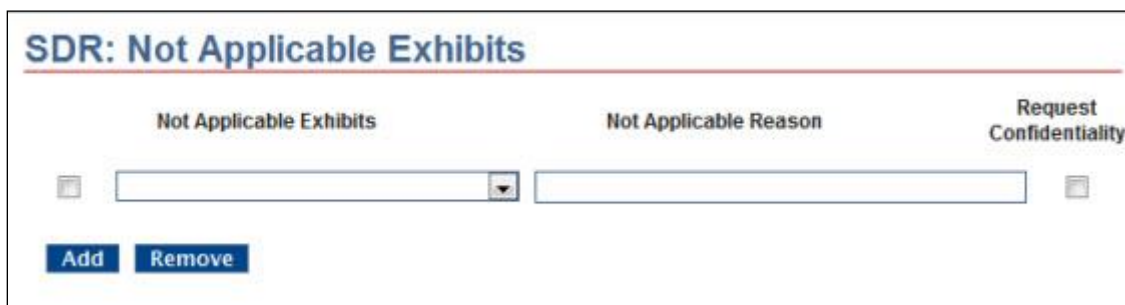 SDR: Not Applicable Exhibits
Not Applicable Exhibits Not Applicable Reason Request Confidentiality
Add Remove